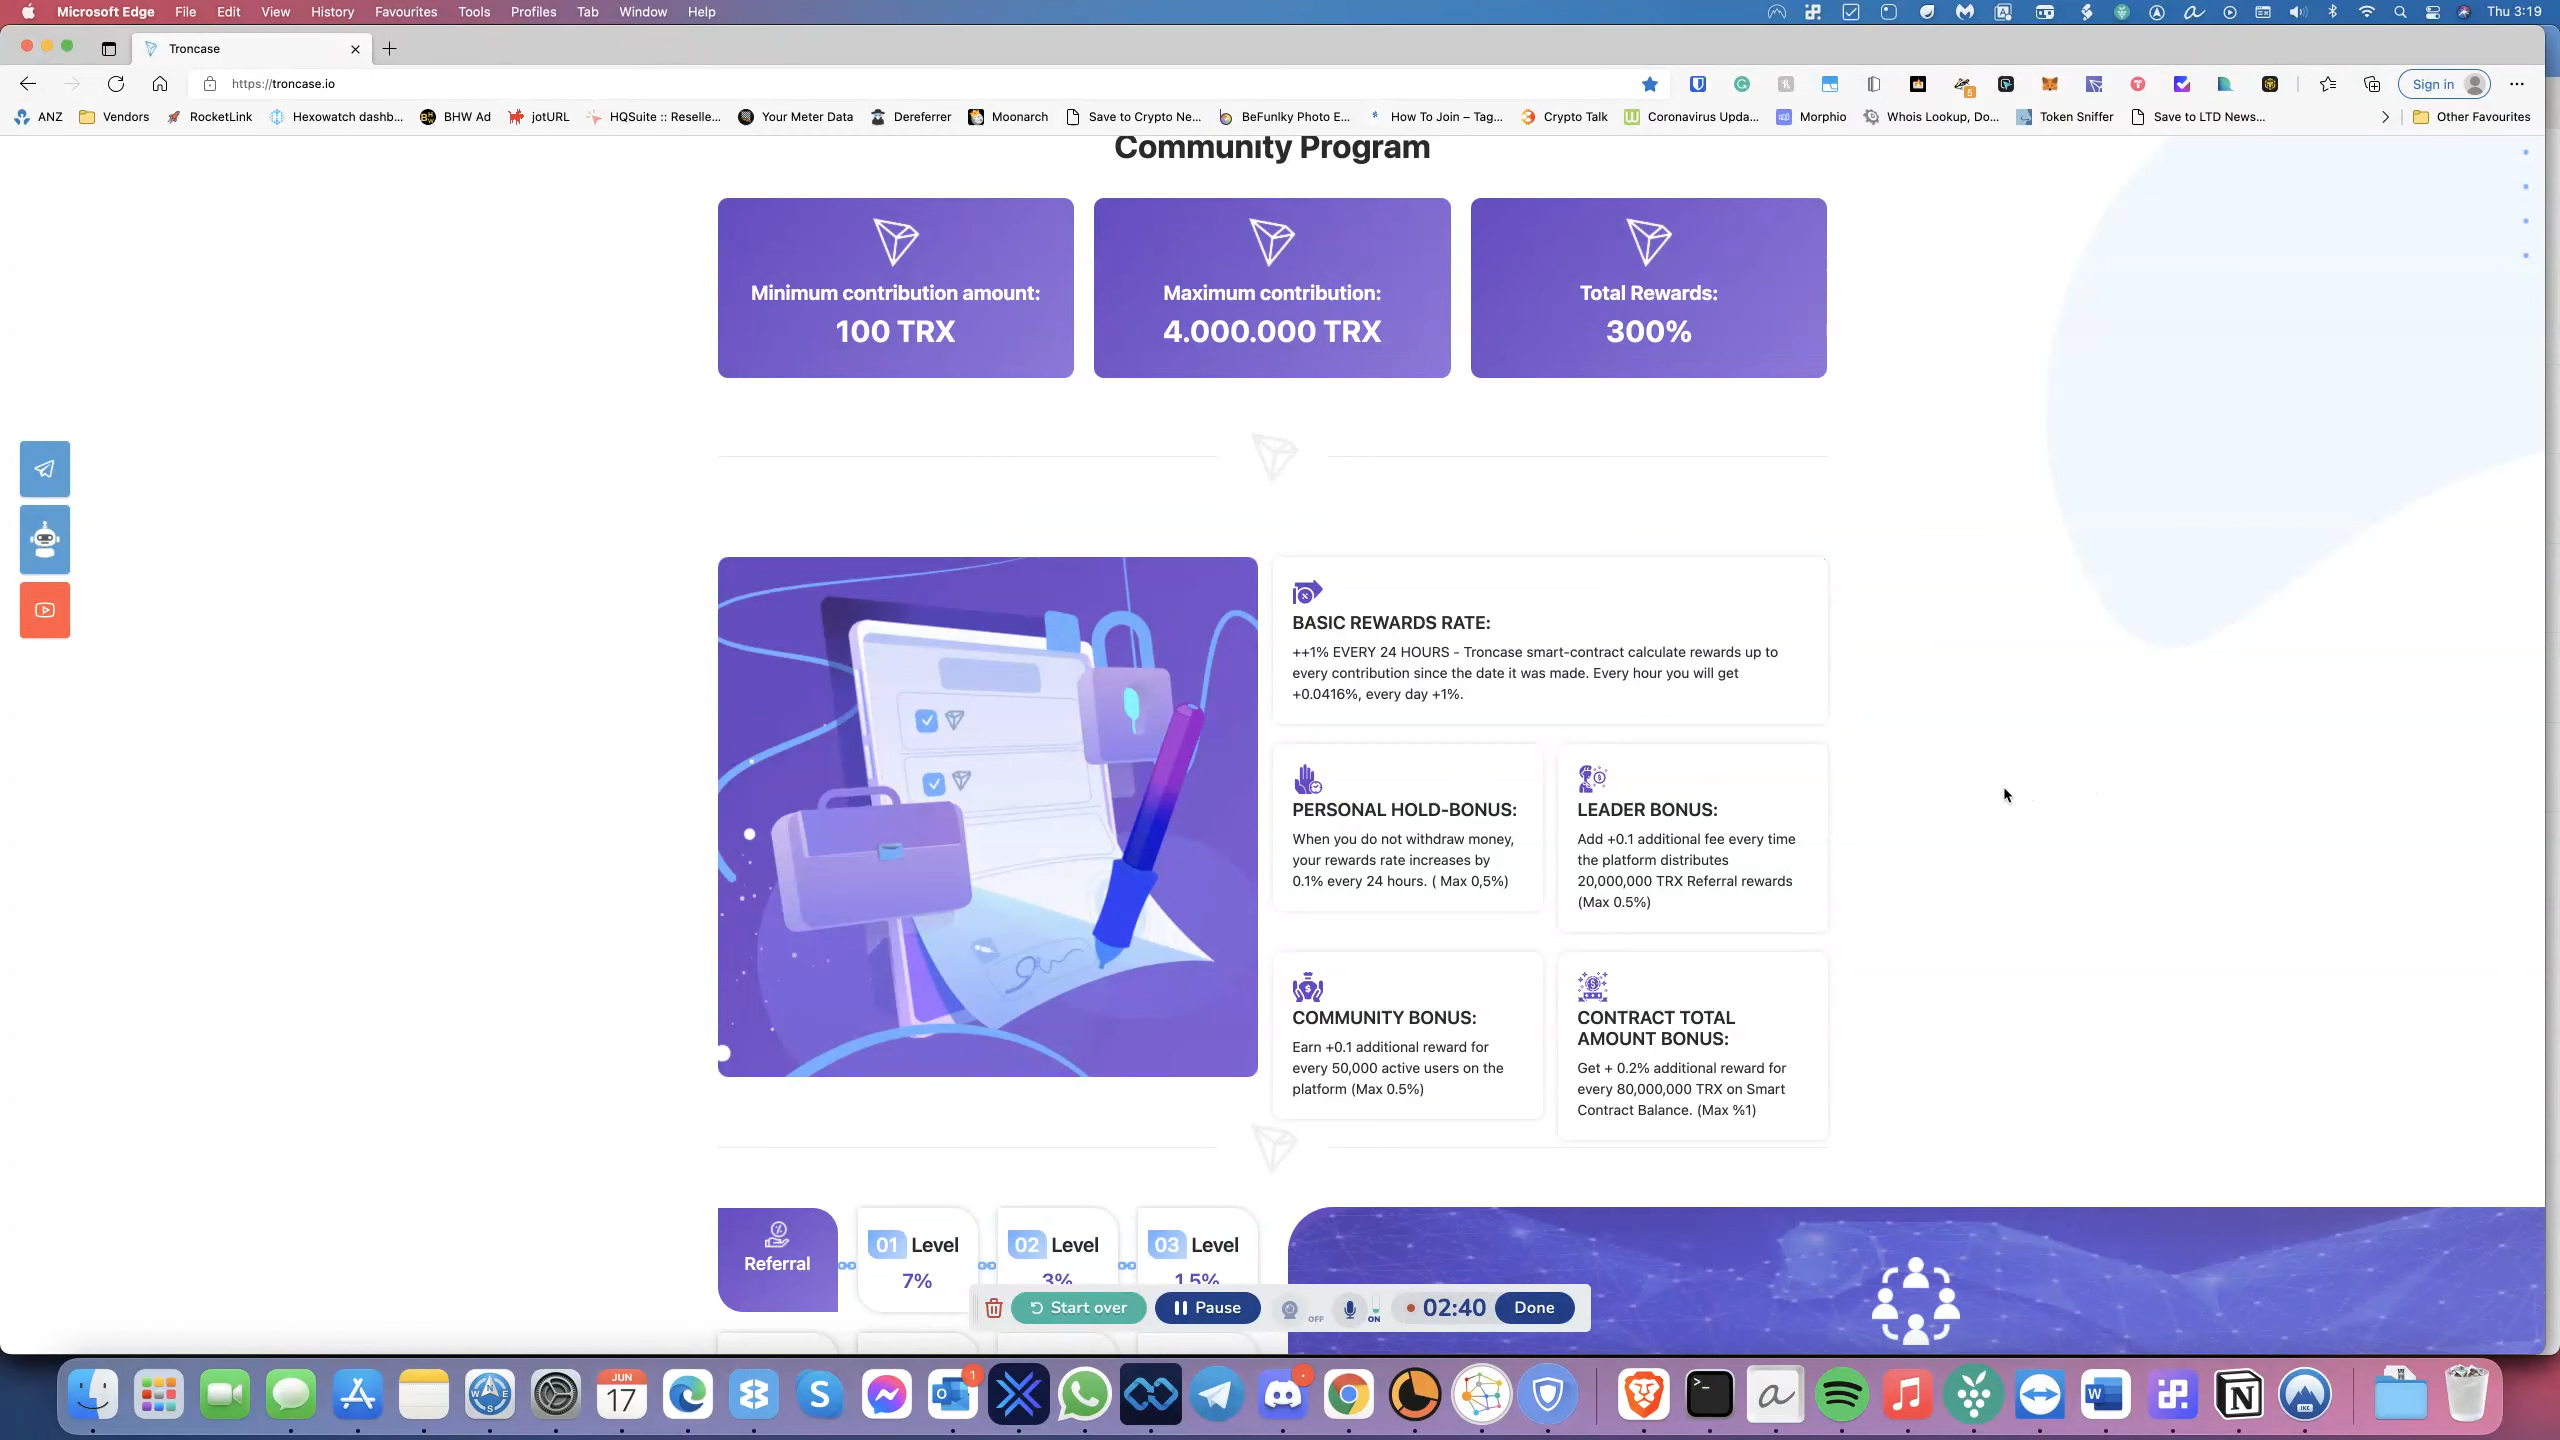 Microsoft Edge File Edit View History Favourites Tools Profiles Tab Window Help Thu 3:19
Troncase
https://troncase.io Sign in
ANZ Vendors RocketLink Hexowatch dashb... BHW Ad jotURL HQSuite :: Reselle... Your Meter Data Dereferrer Moonarch Save to Crypto Ne... BeFunlky Photo E... How To Join – Tag... Crypto Talk Coronavirus Upda... Morphio Whois Lookup, Do... Token Sniffer Save to LTD News... Other Favourites
Community Program
Minimum contribution amount:
100 TRX
Maximum contribution:
4.000.000 TRX
Total Rewards:
300%
BASIC REWARDS RATE:
++1% EVERY 24 HOURS - Troncase smart-contract calculate rewards up to
every contribution since the date it was made. Every hour you will get
+0.0416%, every day +1%.
PERSONAL HOLD-BONUS:
When you do not withdraw money,
your rewards rate increases by
0.1% every 24 hours. ( Max 0,5%)
LEADER BONUS:
Add +0.1 additional fee every time
the platform distributes
20,000,000 TRX Referral rewards
(Max 0.5%)
COMMUNITY BONUS:
Earn +0.1 additional reward for
every 50,000 active users on the
platform (Max 0.5%)
CONTRACT TOTAL
AMOUNT BONUS:
Get + 0.2% additional reward for
every 80,000,000 TRX on Smart
Contract Balance. (Max %1)
Referral
01 Level
7%
02 Level
3%
03 Level
1.5%
Start over Pause OFF ON 02:40 Done
JUN
17
1